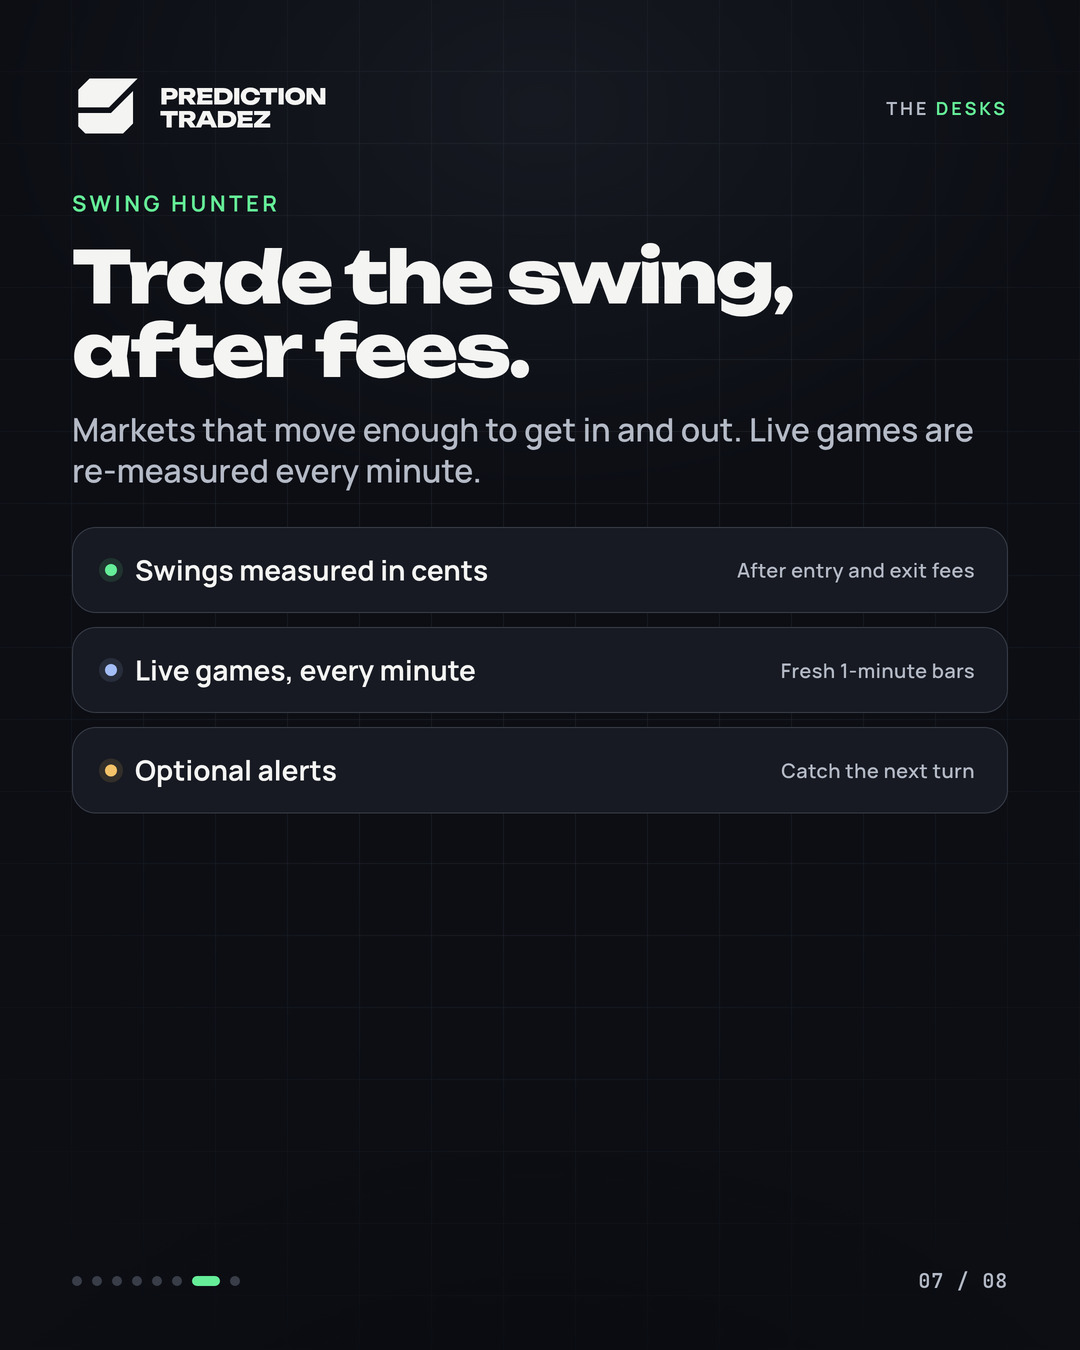 PREDICTION
TRADEZ
THE DESKS
SWING HUNTER
Trade the swing,
after fees.
Markets that move enough to get in and out. Live games are
re-measured every minute.
Swings measured in cents
After entry and exit fees
Live games, every minute
Fresh 1-minute bars
Optional alerts
Catch the next turn
07 / 08